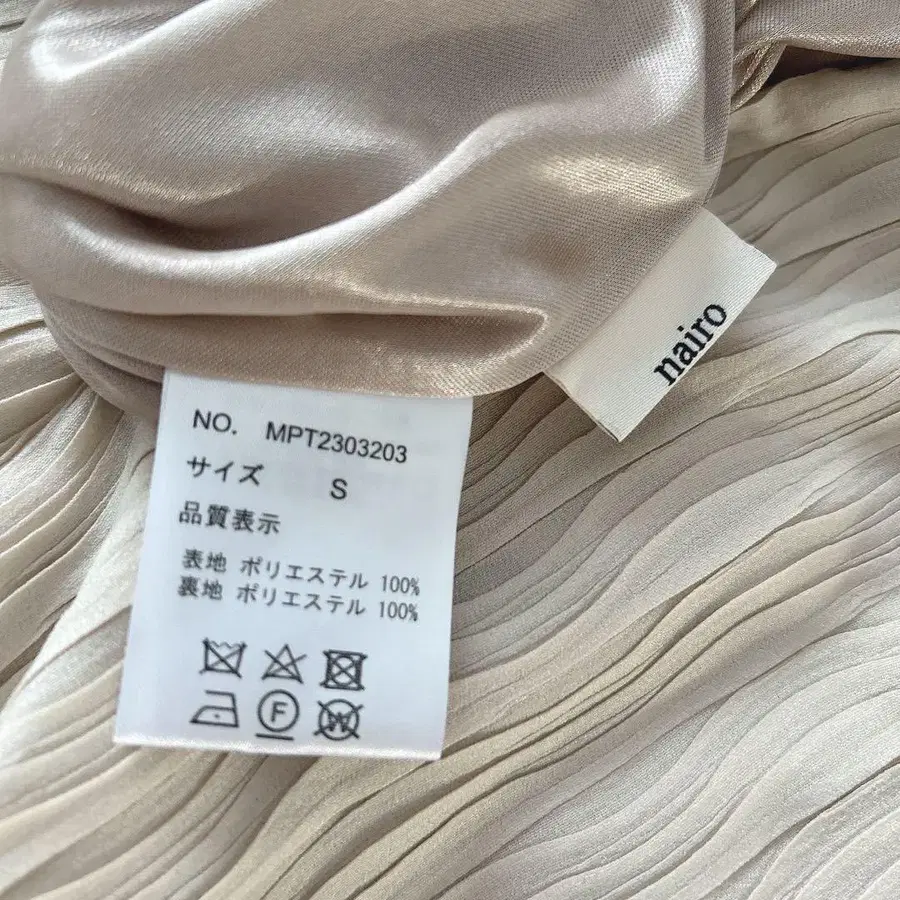 nairo
NO. MPT2303203
サイズ S
品質表示
表地 ポリエステル 100%
裏地 ポリエステル 100%
F
W